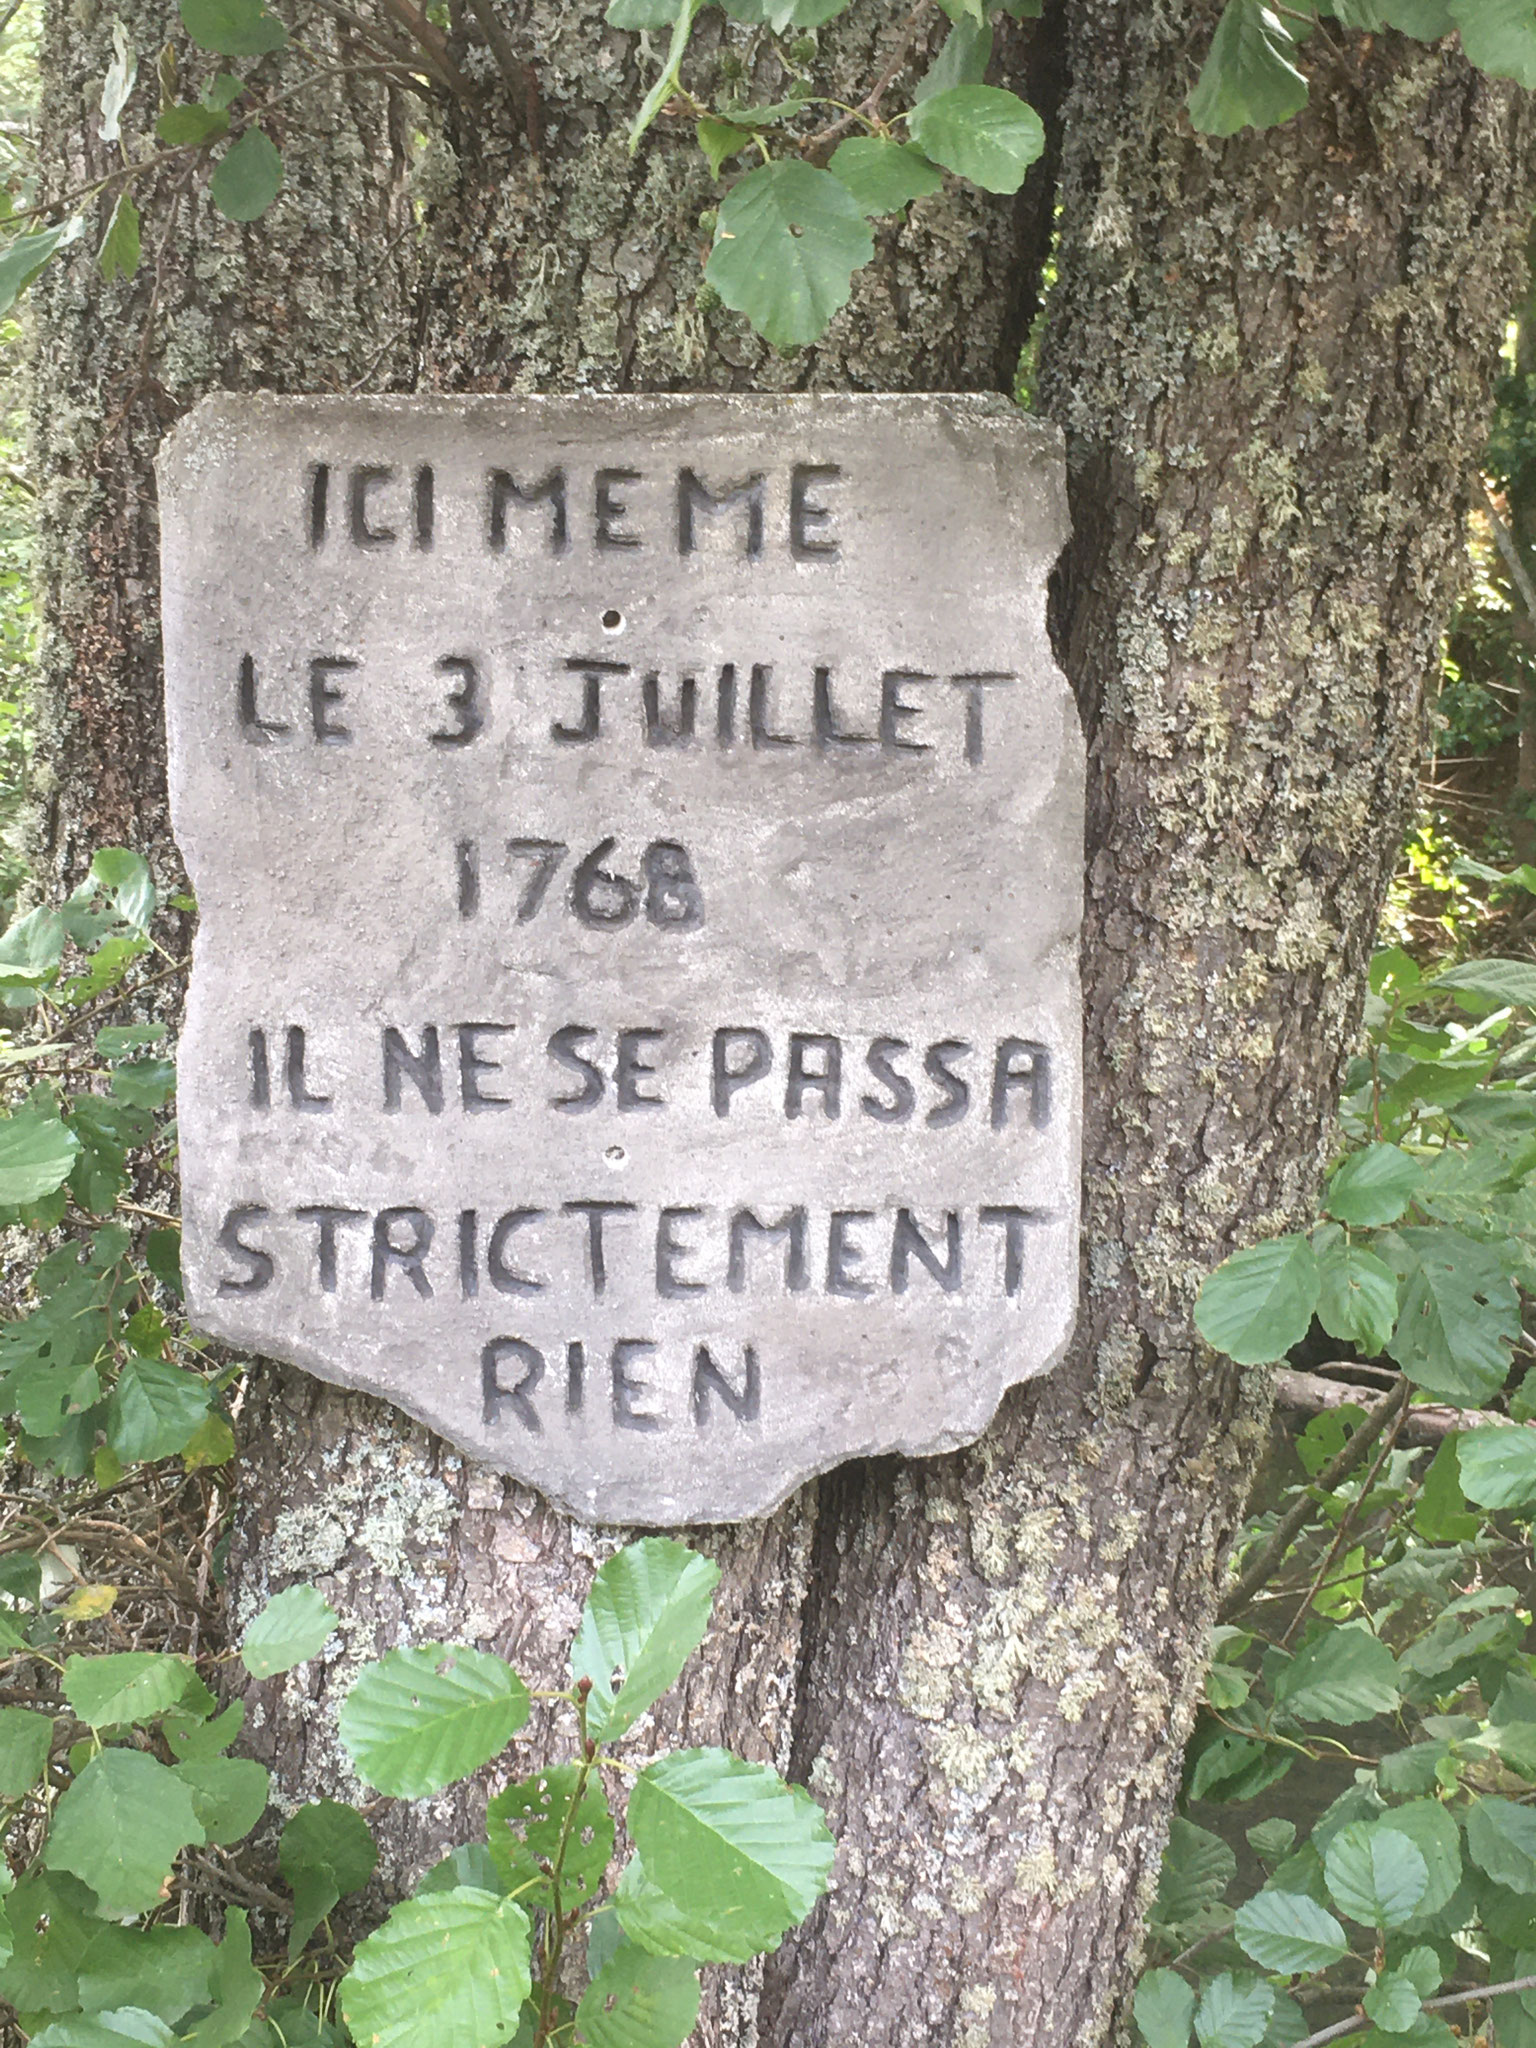 ICI MEME
LE 3 JUILLET
1768
IL NE SE PASSA
STRICTEMENT
RIEN